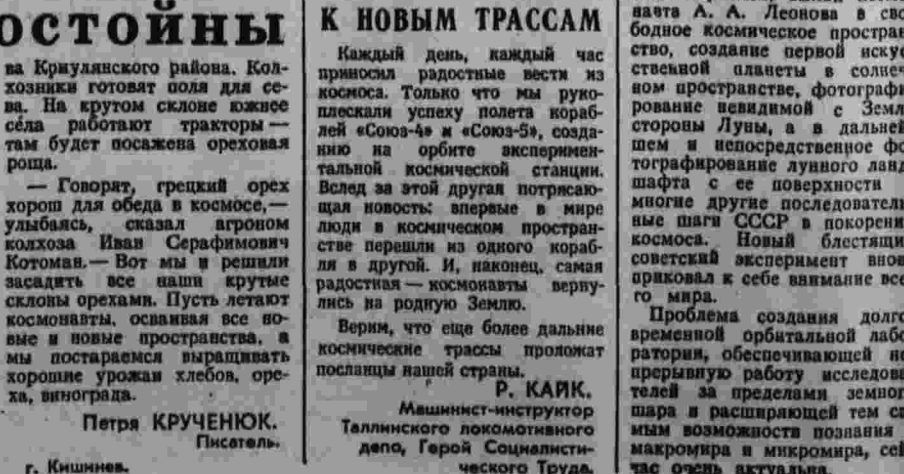 остойны
ва Криулянского района. Кол-
хозники готовят поля для се-
ва. На крутом склоне южнее
села работают тракторы —
там будет посажена ореховая
роща.
— Говорят, грецкий орех
хорош для обеда в космосе,—
улыбаясь, сказал агроном
колхоза Иван Серафимович
Котоман.— Вот мы и решили
засадить все наши крутые
склоны орехами. Пусть летают
космонавты, осваивая все но-
вые и новые пространства, а
мы постараемся выращивать
хорошие урожаи хлебов, оре-
ха, винограда.
Петря КРУЧЕНЮК.
Писатель.
г. Кишинев.
К НОВЫМ ТРАССАМ
Каждый день, каждый час
приносил радостные вести из
космоса. Только что мы руко-
плескали успеху полета кораб-
лей «Союз-4» и «Союз-5», созда-
нию на орбите эксперимен-
тальной космической станции.
Вслед за этой другая потрясаю-
щая новость: впервые в мире
люди в космическом простран-
стве перешли из одного кораб-
ля в другой. И, наконец, самая
радостная — космонавты верну-
лись на родную Землю.
Верим, что еще более дальние
космические трассы проложат
посланцы нашей страны.
Р. КАЙК.
Машинист-инструктор
Таллинского локомотивного
депо, Герой Социалисти-
ческого Труда.
навта А. А. Леонова в сво
бодное космическое простран
ство, создание первой искус
ственной планеты в солнеч
ном пространстве, фотографи
рование невидимой с Земл
стороны Луны, а в дальней
шем и непосредственное фо
тографирование лунного ланд
шафта с ее поверхности
многие другие последователь
ные шаги СССР в покорени
космоса. Новый блестящи
советский эксперимент внов
приковал к себе внимание все
го мира.
Проблема создания долго
временной орбитальной лабо
ратории, обеспечивающей не
прерывную работу исследова
телей за пределами земног
шара и расширяющей тем са
мым возможности познания
макромира и микромира, сей
час очень актуальна.